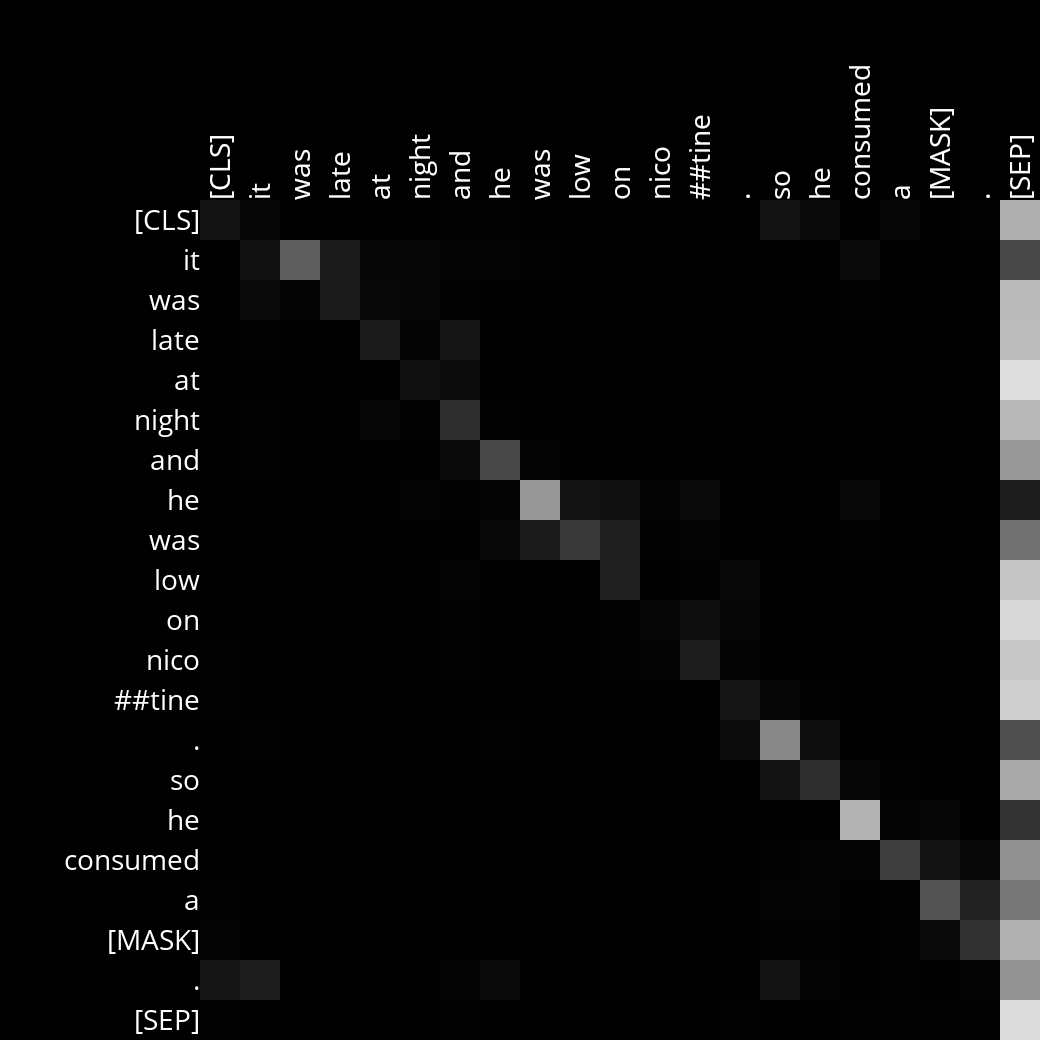 [CLS] it was late at night and he was low on nico ##tine . so he consumed a [MASK] . [SEP]
[CLS]
it
was
late
at
night
and
he
was
low
on
nico
##tine
.
so
he
consumed
a
[MASK]
.
[SEP]